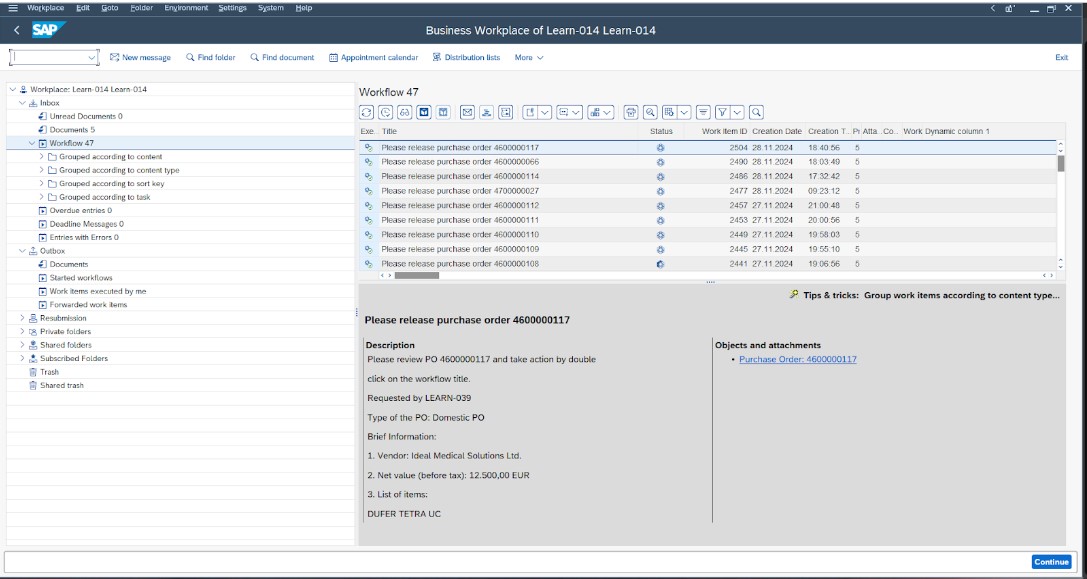 Workplace Edit Goto Folder Environment Settings System Help
SAP
Business Workplace of Learn-014 Learn-014
New message Find folder Find document Appointment calendar Distribution lists More Exit
Workplace: Learn-014 Learn-014
Inbox
Unread Documents 0
Documents 5
Workflow 47
Grouped according to content
Grouped according to content type
Grouped according to sort key
Grouped according to task
Overdue entries 0
Deadline Messages 0
Entries with Errors 0
Outbox
Documents
Started workflows
Work items executed by me
Forwarded work items
Resubmission
Private folders
Shared folders
Subscribed Folders
Trash
Shared trash
Workflow 47
Exe... Title Status Work Item ID Creation Date Creation T... Pr Atta... Co... Work Dynamic column 1
Please release purchase order 4600000117 2504 28.11.2024 18:40:56 5
Please release purchase order 4600000066 2490 28.11.2024 18:03:49 5
Please release purchase order 4600000114 2486 28.11.2024 17:32:42 5
Please release purchase order 4700000027 2477 28.11.2024 09:23:12 5
Please release purchase order 4600000112 2457 27.11.2024 21:00:48 5
Please release purchase order 4600000111 2453 27.11.2024 20:00:56 5
Please release purchase order 4600000110 2449 27.11.2024 19:58:03 5
Please release purchase order 4600000109 2445 27.11.2024 19:55:10 5
Please release purchase order 4600000108 2441 27.11.2024 19:06:56 5
Tips & tricks: Group work items according to content type...
Please release purchase order 4600000117
Description
Please review PO 4600000117 and take action by double
click on the workflow title.
Requested by LEARN-039
Type of the PO: Domestic PO
Brief Information:
1. Vendor: Ideal Medical Solutions Ltd.
2. Net value (before tax): 12.500,00 EUR
3. List of items:
DUFER TETRA UC
Objects and attachments
• Purchase Order: 4600000117
Continue